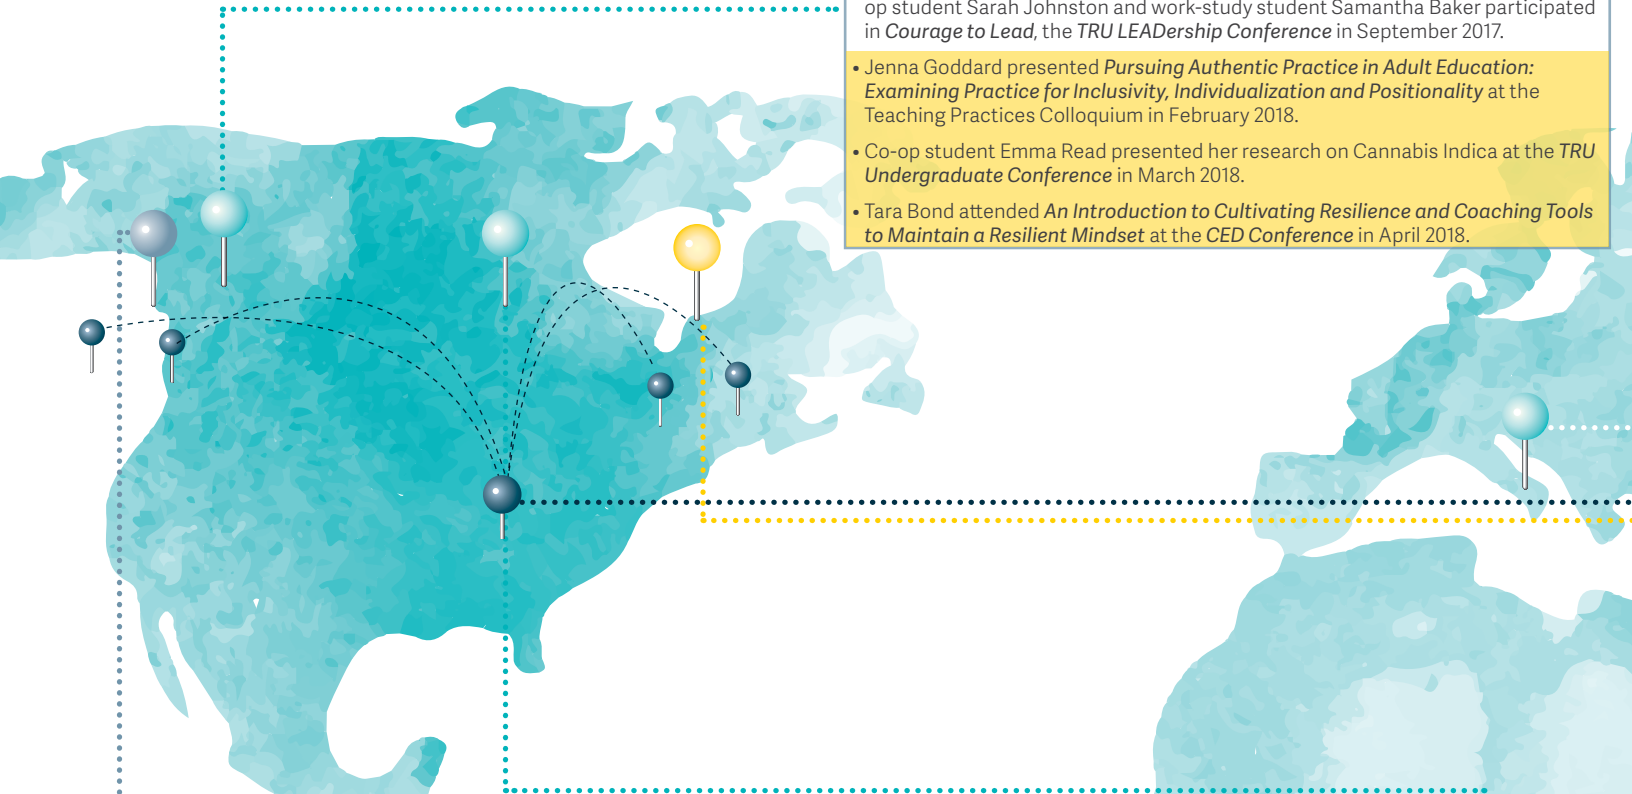 op student Sarah Johnston and work-study student Samantha Baker participated
in Courage to Lead, the TRU LEADership Conference in September 2017.
• Jenna Goddard presented Pursuing Authentic Practice in Adult Education:
Examining Practice for Inclusivity, Individualization and Positionality at the
Teaching Practices Colloquium in February 2018.
• Co-op student Emma Read presented her research on Cannabis Indica at the TRU
Undergraduate Conference in March 2018.
• Tara Bond attended An Introduction to Cultivating Resilience and Coaching Tools
to Maintain a Resilient Mindset at the CED Conference in April 2018.